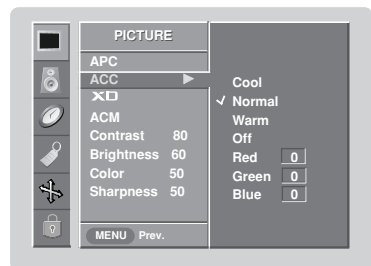 PICTURE
APC
ACC
XD
ACM
Contrast 80
Brightness 60
Color 50
Sharpness 50
MENU Prev.
Cool
Normal
Warm
Off
Red 0
Green 0
Blue 0